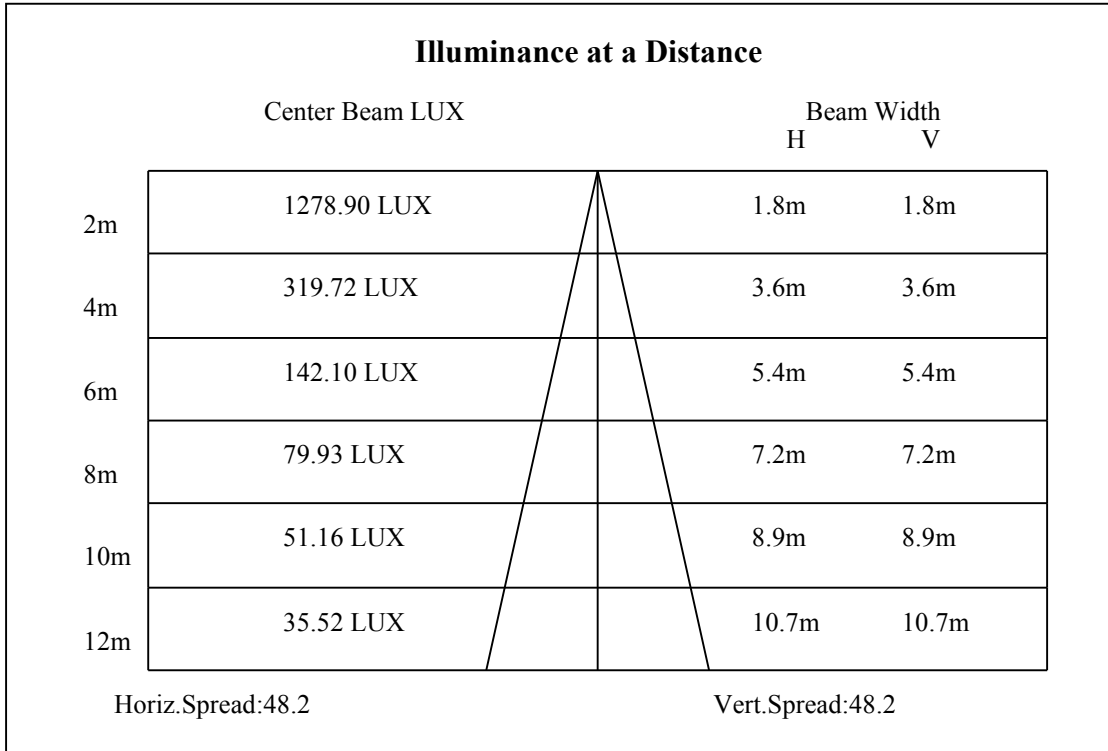 Illuminance at a Distance
Center Beam LUX Beam Width
H V
2m 1278.90 LUX 1.8m 1.8m
4m 319.72 LUX 3.6m 3.6m
6m 142.10 LUX 5.4m 5.4m
8m 79.93 LUX 7.2m 7.2m
10m 51.16 LUX 8.9m 8.9m
12m 35.52 LUX 10.7m 10.7m
Horiz.Spread:48.2 Vert.Spread:48.2